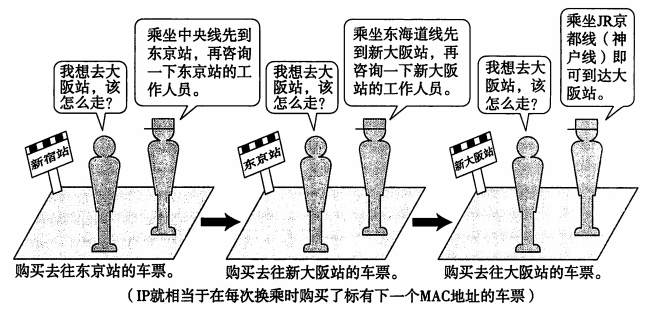 我想去大
阪站，该
怎么走？
乘坐中央线先到
东京站，再咨询
一下东京站的工
作人员。
新宿站
购买去往东京站的车票。
我想去大
阪站，该
怎么走？
乘坐东海道线先
到新大阪站，再
咨询一下新大阪
站的工作人员。
东京站
购买去往新大阪站的车票。
我想去大
阪站，该
怎么走？
乘坐JR京
都线（神
户线）即
可到达大
阪站。
新大阪站
购买去往大阪站的车票。
（IP就相当于在每次换乘时购买了标有下一个MAC地址的车票）